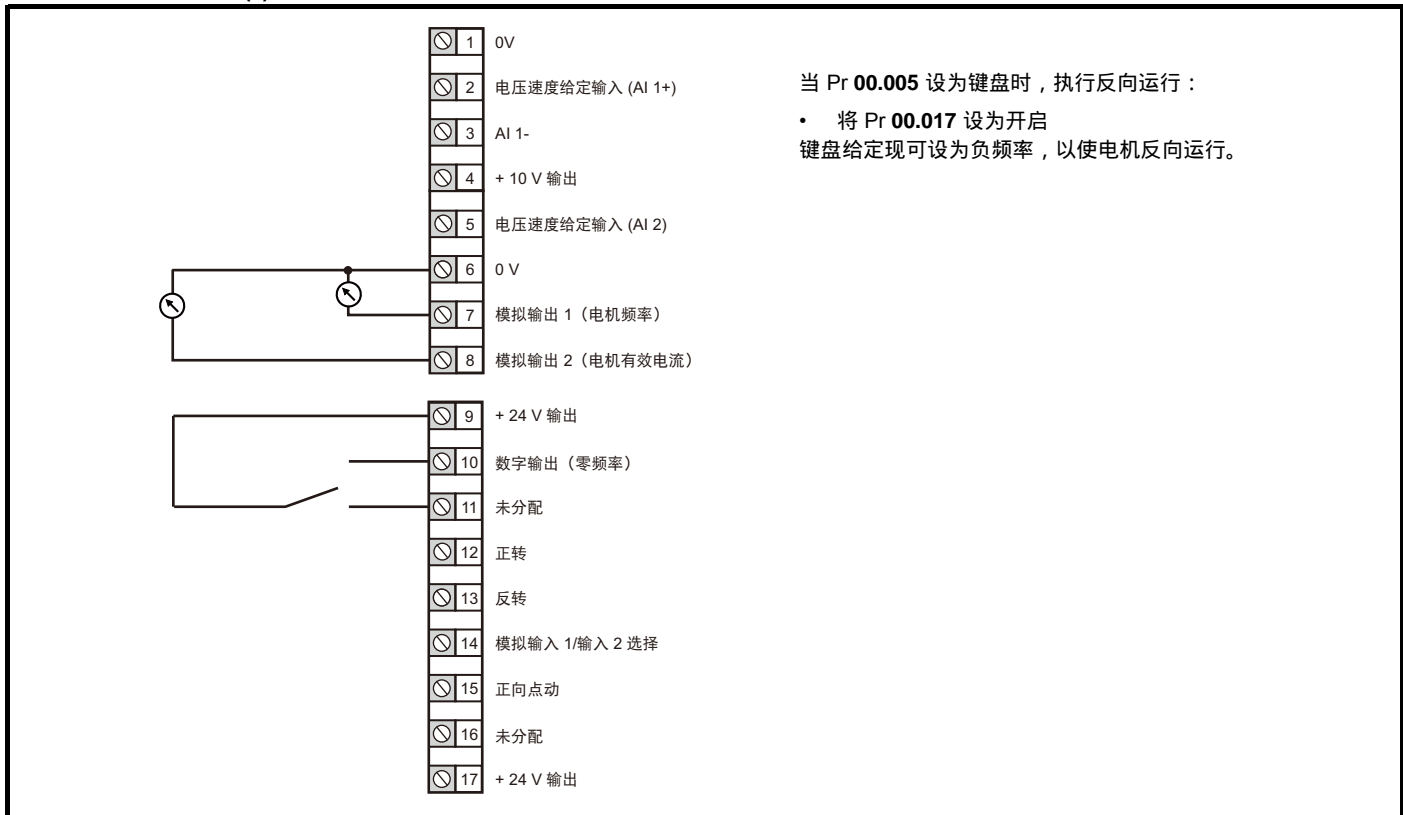 1 0V
2 电压速度给定输入 (AI 1+)
3 AI 1-
4 + 10 V 输出
5 电压速度给定输入 (AI 2)
6 0 V
7 模拟输出 1（电机频率）
8 模拟输出 2（电机有效电流）
9 + 24 V 输出
10 数字输出（零频率）
11 未分配
12 正转
13 反转
14 模拟输入 1/输入 2 选择
15 正向点动
16 未分配
17 + 24 V 输出
当 Pr 00.005 设为键盘时，执行反向运行：
• 将 Pr 00.017 设为开启
键盘给定现可设为负频率，以使电机反向运行。